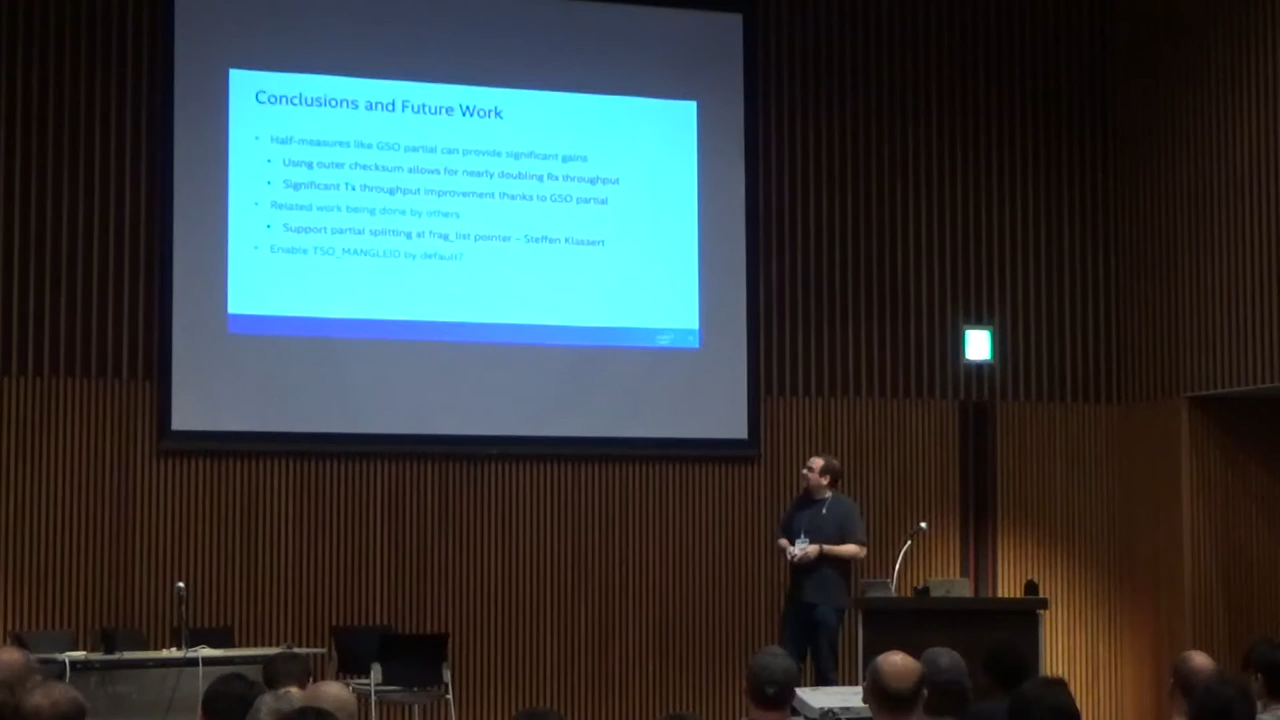 Conclusions and Future Work
• Half-measures like GSO partial can provide significant gains
• Using outer checksum allows for nearly doubling Rx throughput
• Significant Tx throughput improvement thanks to GSO partial
• Related work being done by others
• Support partial splitting at frag_list pointer – Steffen Klassert
• Enable TSO_MANGLEID by default?